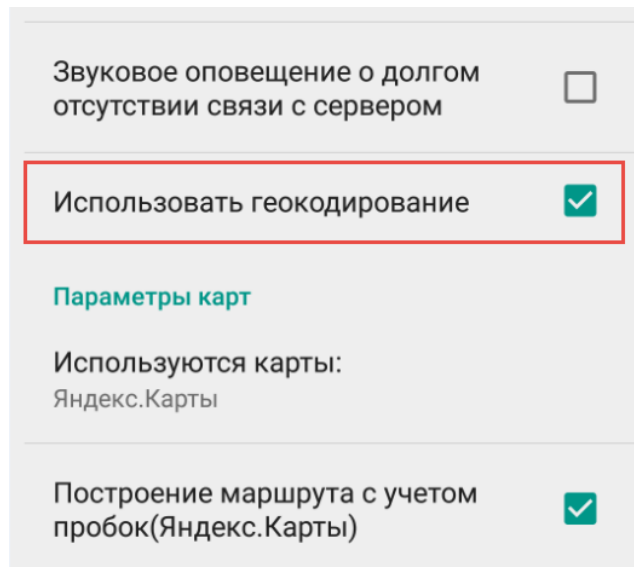 Звуковое оповещение о долгом
отсутствии связи с сервером
Использовать геокодирование
Параметры карт
Используются карты:
Яндекс.Карты
Построение маршрута с учетом
пробок(Яндекс.Карты)